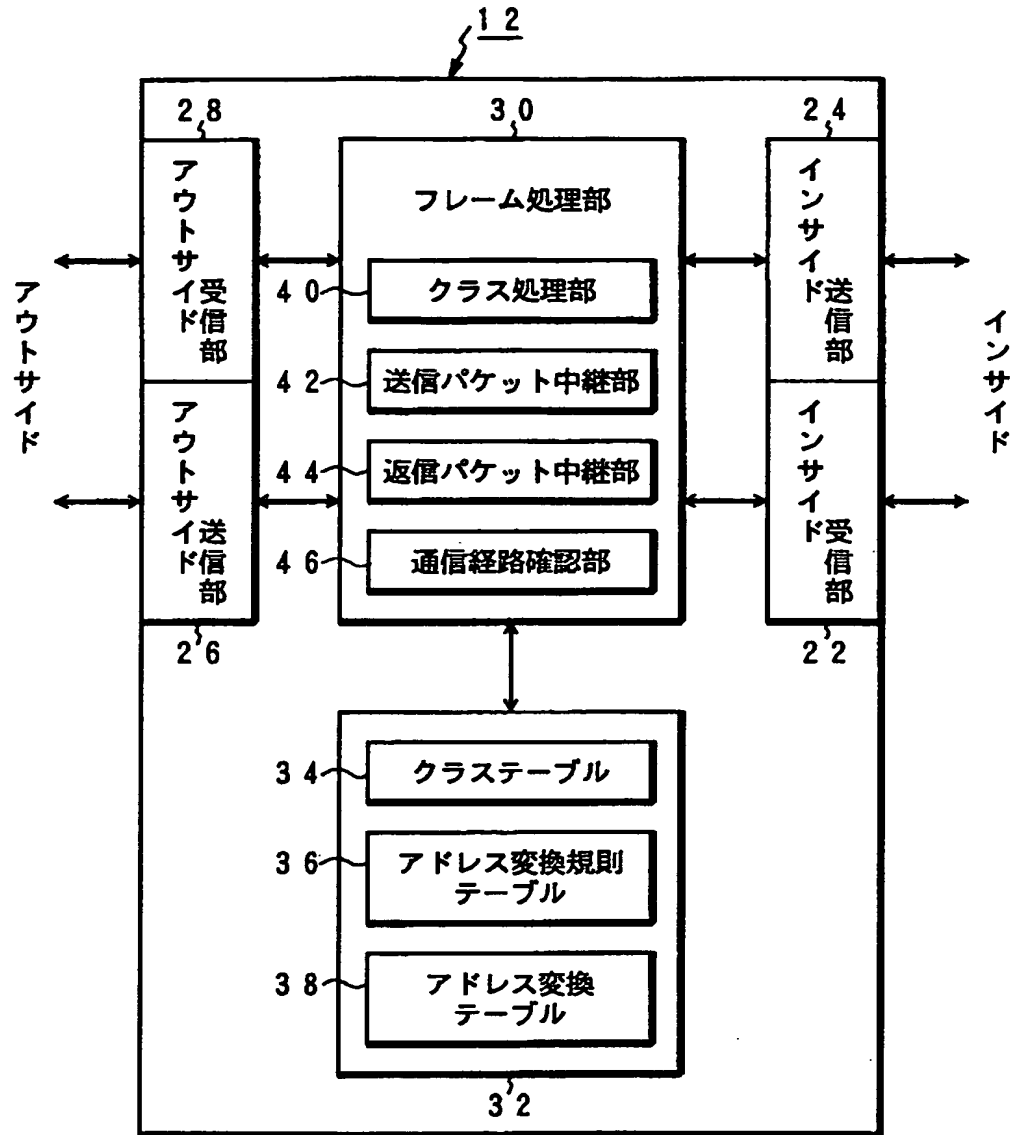 12
28
30
24
アウトサイド
受信部
フレーム処理部
インサイド
送信部
40
クラス処理部
アウトサイド
インサイド
42
送信パケット中継部
アウトサイド
送信部
44
返信パケット中継部
インサイド
受信部
46
通信経路確認部
26
22
34
クラステーブル
36
アドレス変換規則
テーブル
38
アドレス変換
テーブル
32